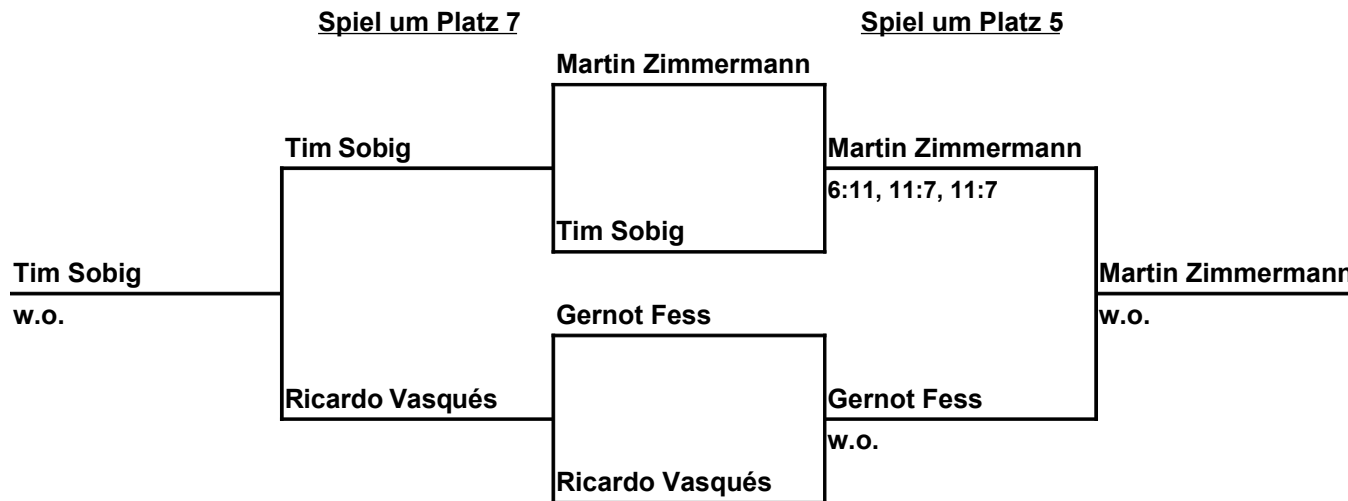 Spiel um Platz 7
Spiel um Platz 5
Martin Zimmermann
Tim Sobig
Martin Zimmermann
6:11, 11:7, 11:7
Tim Sobig
Tim Sobig
Martin Zimmermann
w.o.
Gernot Fess
w.o.
Ricardo Vasqués
Gernot Fess
w.o.
Ricardo Vasqués